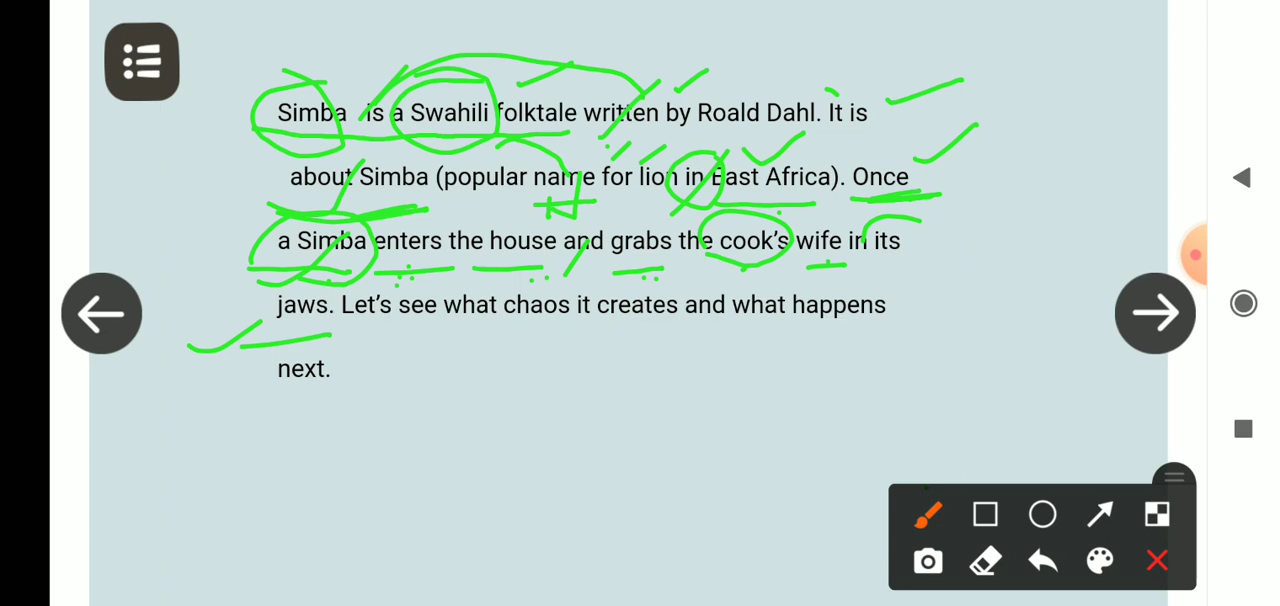 Simba is a Swahili folktale written by Roald Dahl. It is
about Simba (popular name for lion in East Africa). Once
a Simba enters the house and grabs the cook's wife in its
jaws. Let's see what chaos it creates and what happens
next.